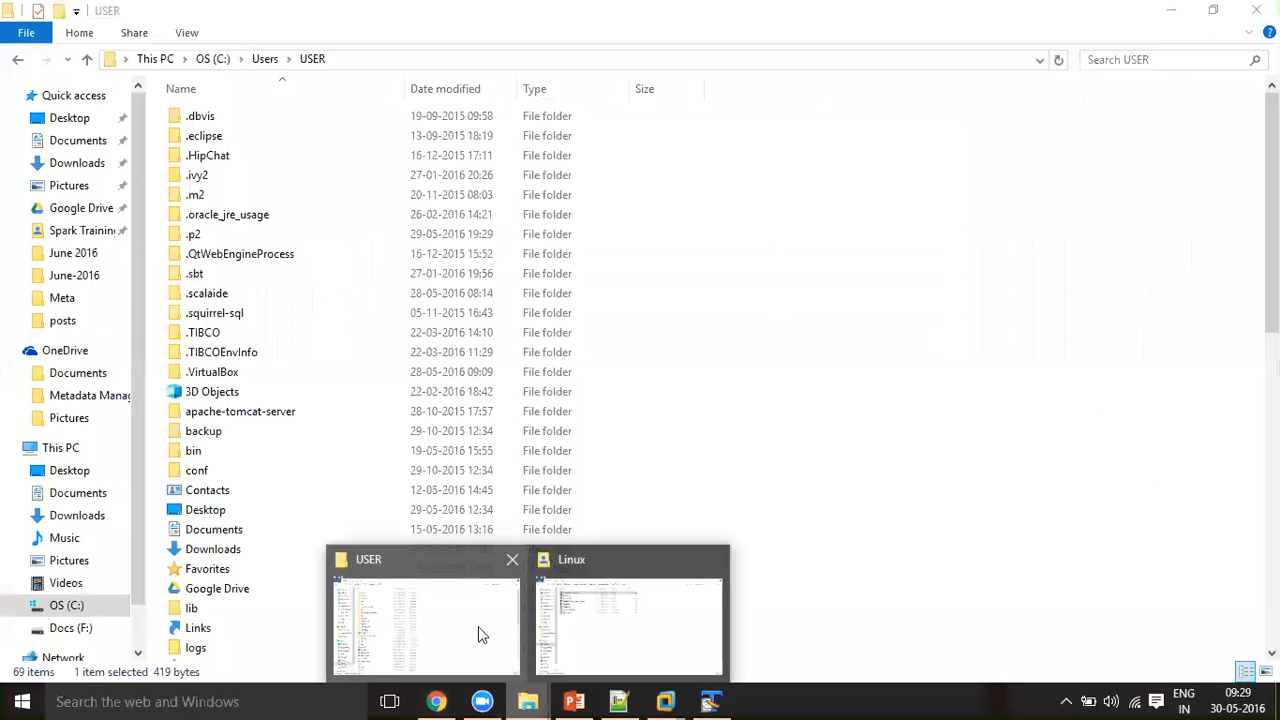 USER
File Home Share View
This PC OS (C:) Users USER Search USER
Name Date modified Type Size
Quick access
Desktop
Documents
Downloads
Pictures
Google Drive
Spark Training
June 2016
June-2016
Meta
posts
OneDrive
Documents
Metadata Manag
Pictures
This PC
Desktop
Documents
Downloads
Music
Pictures
Videos
OS (C:)
Network
.dbvis 19-09-2015 09:58 File folder
.eclipse 13-09-2015 18:19 File folder
.HipChat 16-12-2015 17:11 File folder
.ivy2 27-01-2016 20:26 File folder
.m2 20-11-2015 08:03 File folder
.oracle_jre_usage 26-02-2016 14:21 File folder
.p2 29-05-2016 19:29 File folder
.QtWebEngineProcess 16-12-2015 15:52 File folder
.sbt 27-01-2016 19:56 File folder
.scalaide 28-05-2016 08:14 File folder
.squirrel-sql 05-11-2015 16:43 File folder
.TIBCO 22-03-2016 14:10 File folder
.TIBCOEnvInfo 22-03-2016 11:29 File folder
.VirtualBox 28-05-2016 09:09 File folder
3D Objects 22-02-2016 18:42 File folder
apache-tomcat-server 28-10-2015 17:57 File folder
backup 29-10-2015 12:34 File folder
bin 19-05-2016 15:55 File folder
conf 29-10-2015 12:34 File folder
Contacts 12-05-2016 14:45 File folder
Desktop 29-05-2016 12:34 File folder
Documents 15-05-2016 13:16 File folder
Downloads
Favorites
Google Drive
lib
Links
logs
USER Linux
69 items 1 item selected 419 bytes
Search the web and Windows
ENG 09:29
IN 30-05-2016